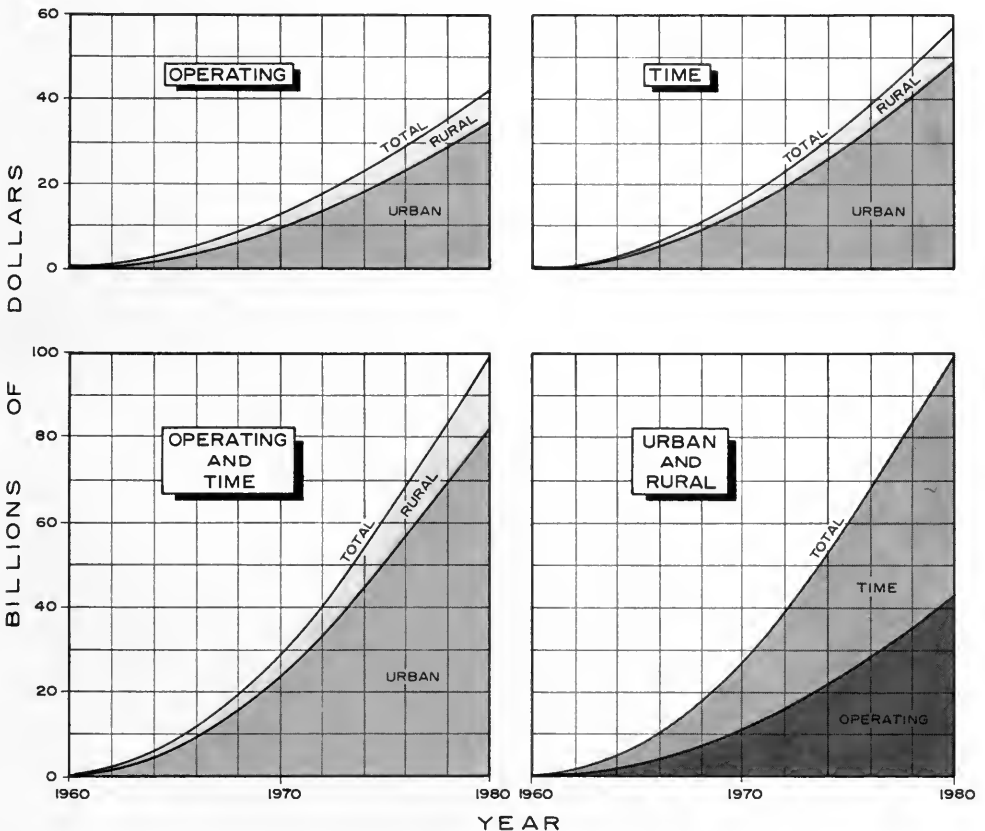 60
40
20
0
OPERATING
TOTAL
RURAL
URBAN
TIME
TOTAL
RURAL
URBAN
BILLIONS OF DOLLARS
100
80
60
40
20
0
OPERATING
AND
TIME
TOTAL
RURAL
URBAN
1960
1970
1980
URBAN
AND
RURAL
TOTAL
TIME
OPERATING
1960
1970
1980
YEAR